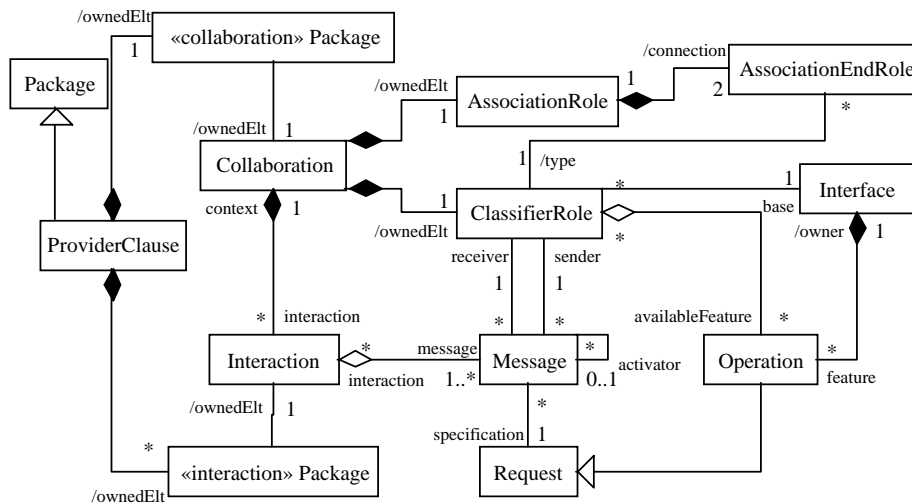 /ownedElt
1
«collaboration» Package
/connection
Package
/ownedElt
1
AssociationRole
1
2
AssociationEndRole
*
/ownedElt
1
Collaboration
1
/type
context
1
1
/ownedElt
ClassifierRole
*
*
1
base
Interface
/owner
1
ProviderClause
receiver
1
sender
1
*
interaction
*
*
availableFeature
*
Interaction
*
interaction
message
1..*
Message
*
0..1
activator
Operation
*
feature
/ownedElt
1
*
specification
1
*
/ownedElt
«interaction» Package
Request